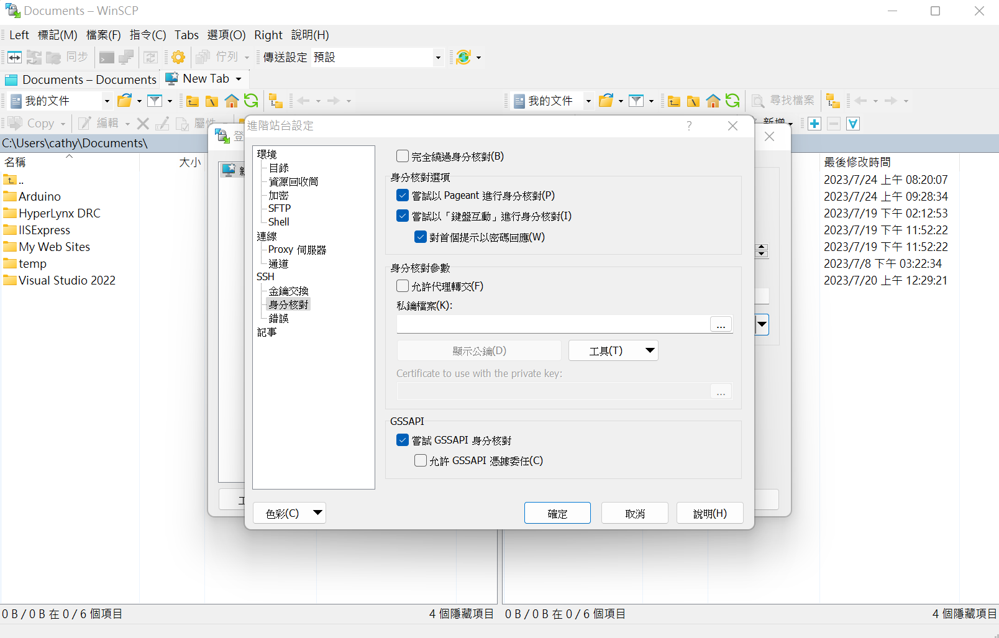 Documents – WinSCP
Left 標記(M) 檔案(F) 指令(C) Tabs 選項(O) Right 說明(H)
同步 佇列 傳送設定 預設
Documents – Documents New Tab
我的文件 我的文件 尋找檔案
Copy 編輯 屬性 新增
C:\Users\cathy\Documents\
名稱 大小 最後修改時間
..
Arduino
HyperLynx DRC
IISExpress
My Web Sites
temp
Visual Studio 2022
2023/7/24 上午 08:20:07
2023/7/24 上午 09:28:34
2023/7/19 下午 02:12:53
2023/7/19 下午 11:52:22
2023/7/19 下午 11:52:22
2023/7/8 下午 03:22:34
2023/7/20 上午 12:29:21
登
進階站台設定
環境
目錄
資源回收筒
加密
SFTP
Shell
連線
Proxy 伺服器
通道
SSH
金鑰交換
身分核對
錯誤
記事
完全繞過身分核對(B)
身分核對選項
嘗試以 Pageant 進行身分核對(P)
嘗試以「鍵盤互動」進行身分核對(I)
對首個提示以密碼回應(W)
身分核對參數
允許代理轉交(F)
私鑰檔案(K):
...
顯示公鑰(D) 工具(T)
Certificate to use with the private key:
...
GSSAPI
嘗試 GSSAPI 身分核對
允許 GSSAPI 憑據委任(C)
色彩(C) 確定 取消 說明(H)
0 B / 0 B 在 0 / 6 個項目 4 個隱藏項目 0 B / 0 B 在 0 / 6 個項目 4 個隱藏項目